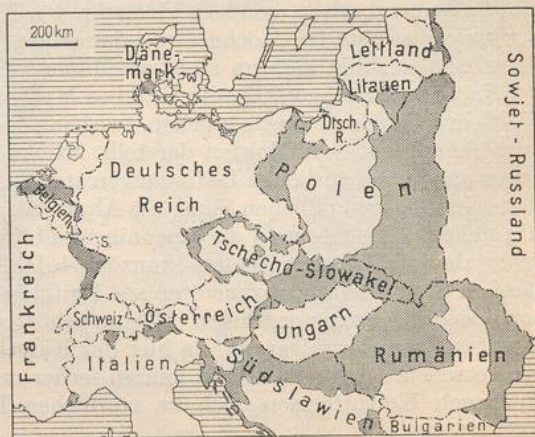 200 km
Däne-
mark
Lettland
Litauen
Dtsch.
R.
Sowjet-Russland
Deutsches
Reich
Polen
Belgien
S.
Tschecho-Slowakei
Frankreich
Schweiz
Österreich
Ungarn
Rumänien
Italien
Südslawien
Bulgarien